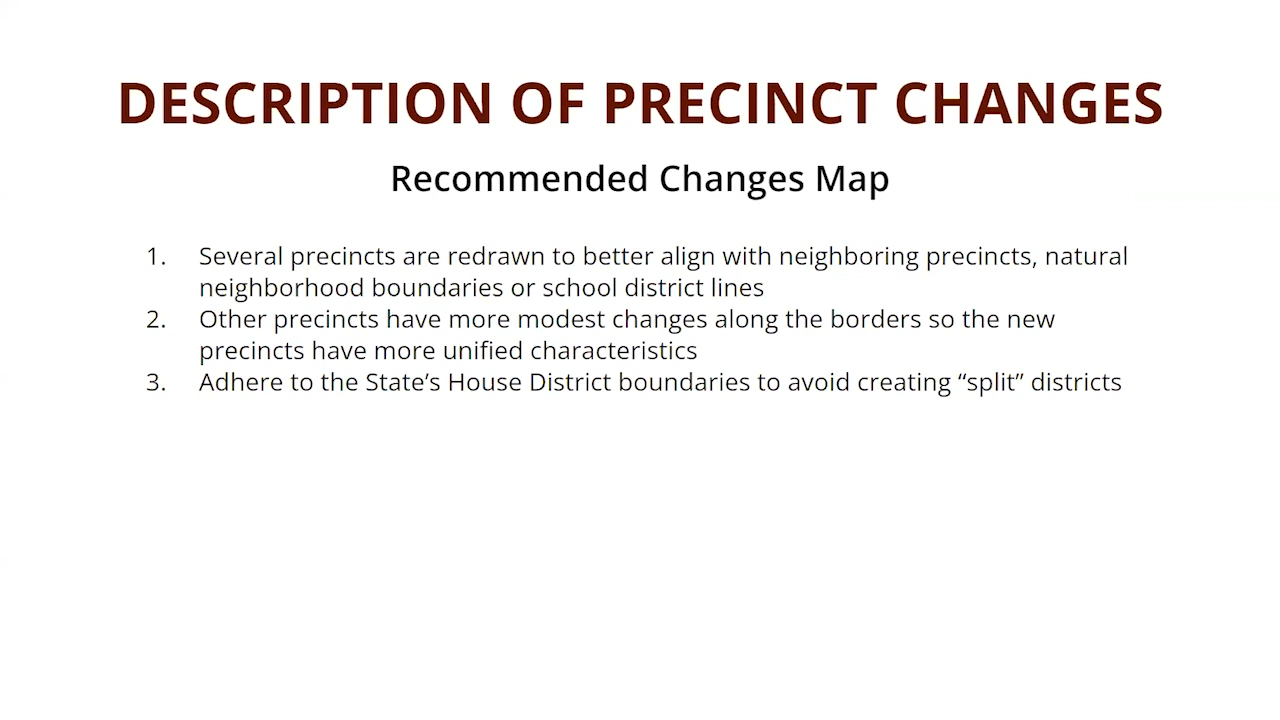 DESCRIPTION OF PRECINCT CHANGES
Recommended Changes Map
1. Several precincts are redrawn to better align with neighboring precincts, natural
neighborhood boundaries or school district lines
2. Other precincts have more modest changes along the borders so the new
precincts have more unified characteristics
3. Adhere to the State’s House District boundaries to avoid creating “split” districts